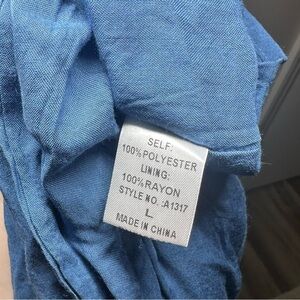 SELF:
100%POLYESTER
LINING;
100%RAYON
STYLE NO.:A1317
L
MADE IN CHINA